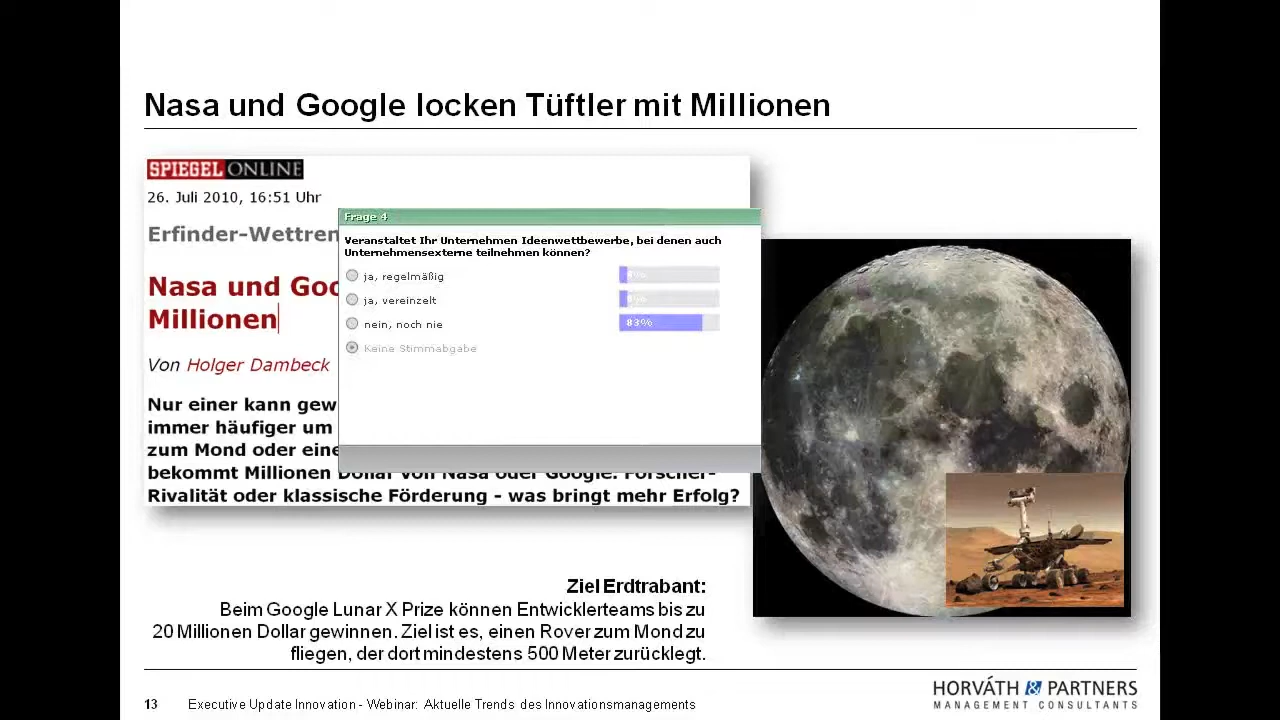 Nasa und Google locken Tüftler mit Millionen
SPIEGEL ONLINE
26. Juli 2010, 16:51 Uhr
Erfinder-Wettren
Nasa und Goo
Millionen
Von Holger Dambeck
Nur einer kann gew
immer häufiger um
zum Mond oder eine
bekommt Millionen Dollar von Nasa oder Google. Forscher-
Rivalität oder klassische Förderung - was bringt mehr Erfolg?
Frage 4
Veranstaltet Ihr Unternehmen Ideenwettbewerbe, bei denen auch
Unternehmensexterne teilnehmen können?
ja, regelmäßig
ja, vereinzelt
nein, noch nie 83%
Keine Stimmabgabe
Ziel Erdtrabant:
Beim Google Lunar X Prize können Entwicklerteams bis zu
20 Millionen Dollar gewinnen. Ziel ist es, einen Rover zum Mond zu
fliegen, der dort mindestens 500 Meter zurücklegt.
13 Executive Update Innovation - Webinar: Aktuelle Trends des Innovationsmanagements
HORVÁTH & PARTNERS
MANAGEMENT CONSULTANTS